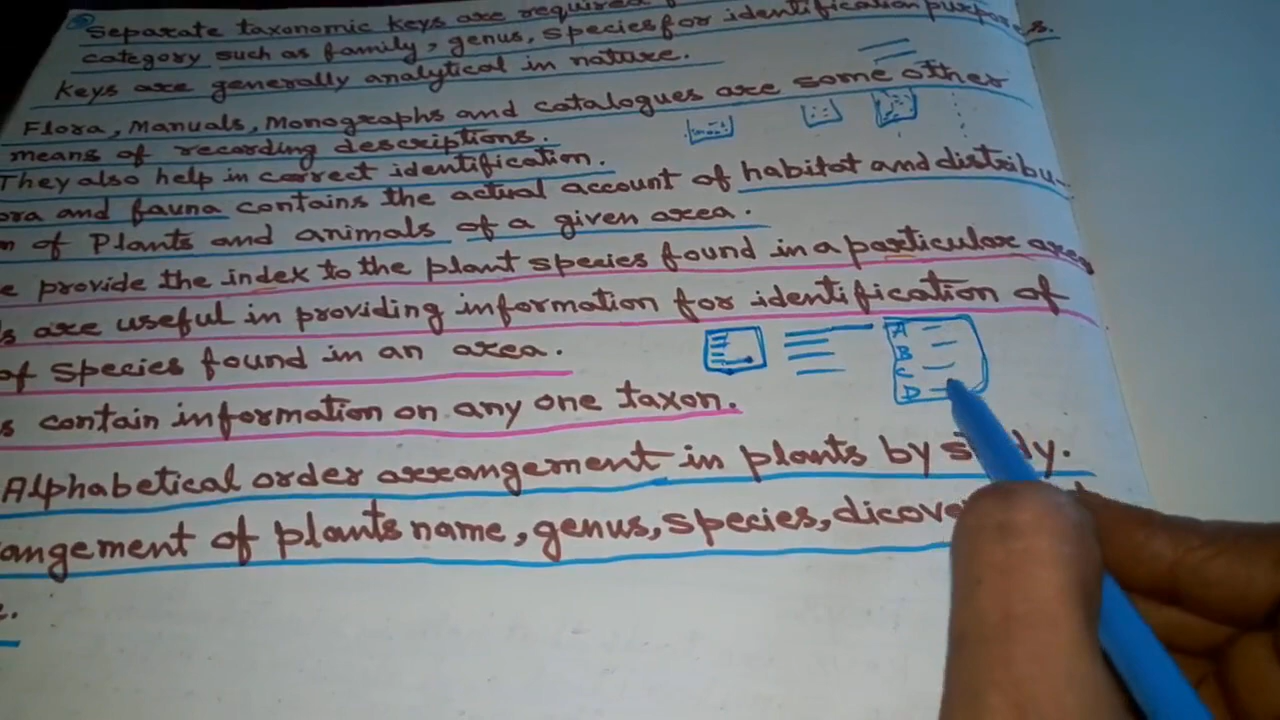 Separate taxonomic keys are required
category such as family, genus, species for identification purposes.
Keys are generally analytical in nature.
Flora, Manuals, Monographs and catalogues are some other
means of recording descriptions.
They also help in correct identification.
ora and fauna contains the actual account of habitat and distribu-
n of Plants and animals of a given area.
e provide the index to the plant species found in a particular area
s are useful in providing information for identification of
of species found in an area.
A
B
C
D
s contain information on any one taxon.
Alphabetical order arrangement in plants by
angement of plants name, genus, species,
e.